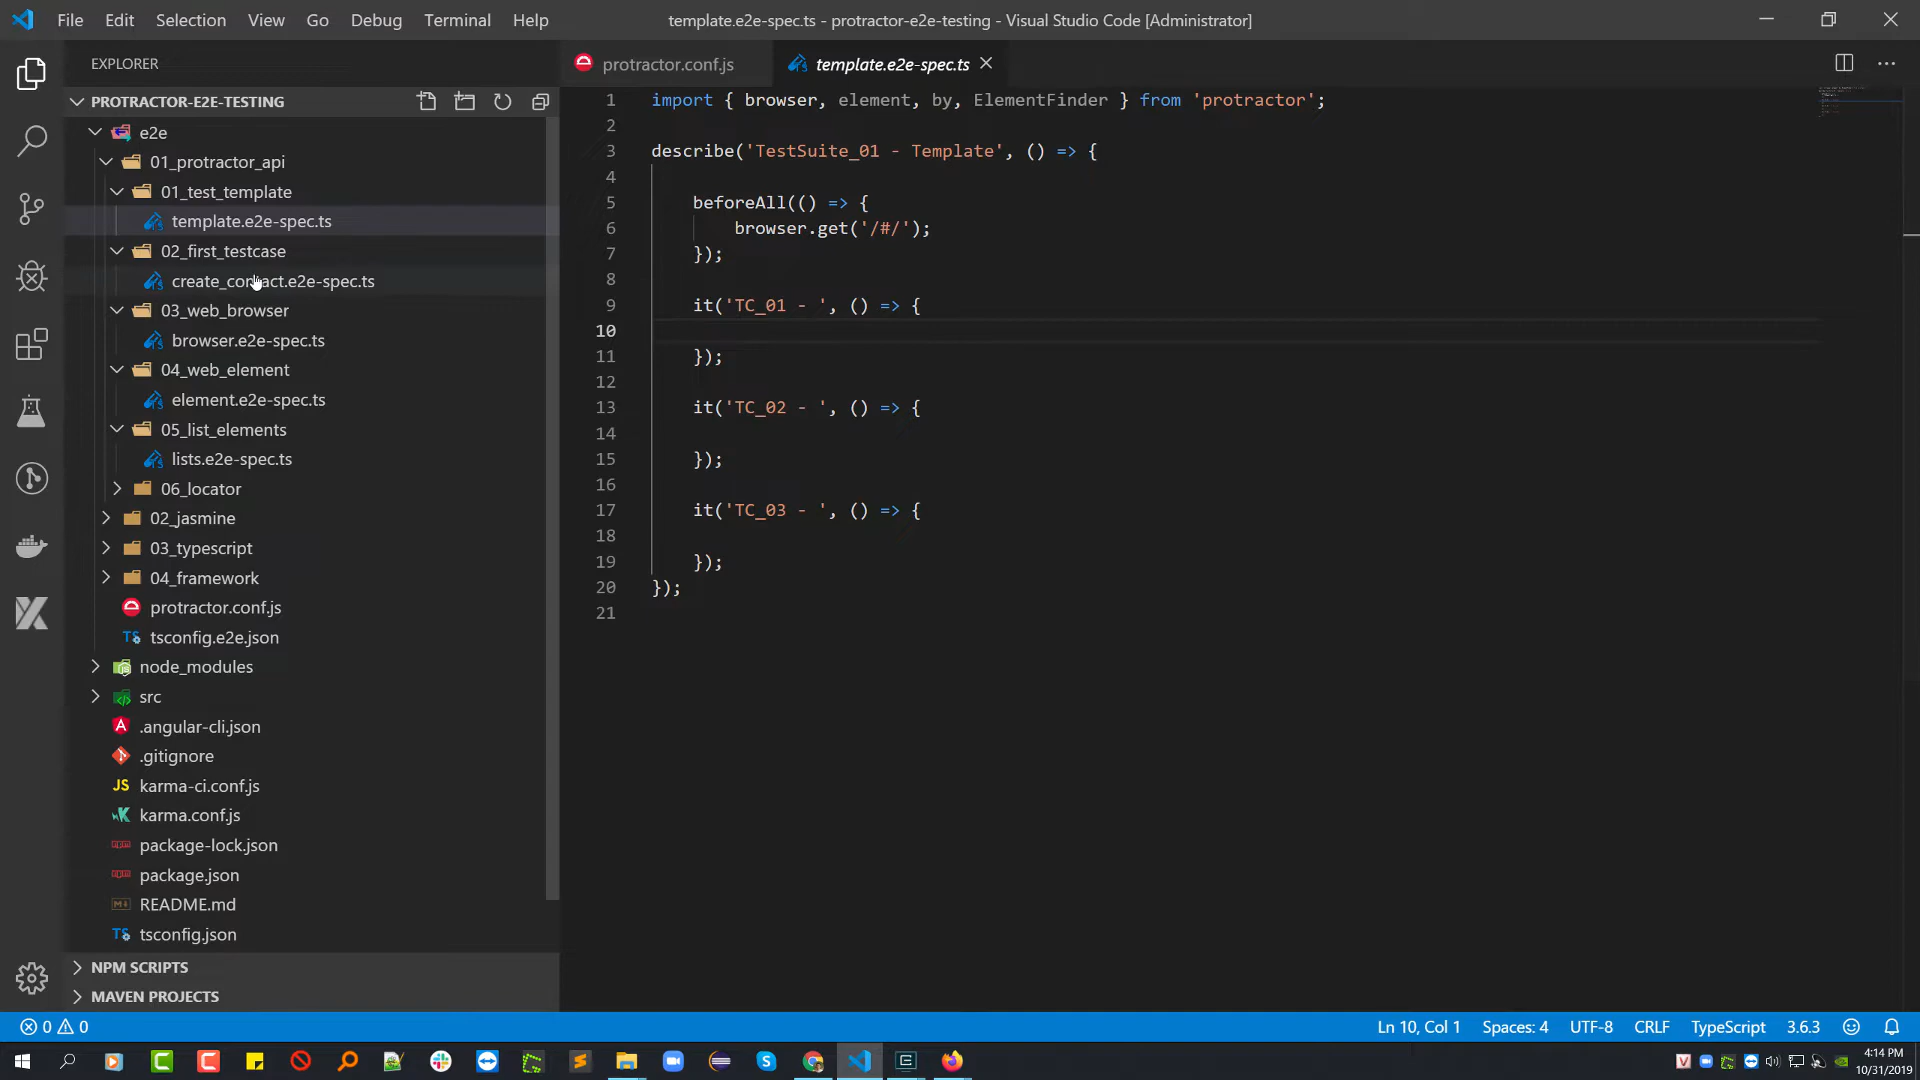 File Edit Selection View Go Debug Terminal Help
template.e2e-spec.ts - protractor-e2e-testing - Visual Studio Code [Administrator]
EXPLORER
PROTRACTOR-E2E-TESTING
e2e
01_protractor_api
01_test_template
template.e2e-spec.ts
02_first_testcase
create_contact.e2e-spec.ts
03_web_browser
browser.e2e-spec.ts
04_web_element
element.e2e-spec.ts
05_list_elements
lists.e2e-spec.ts
06_locator
02_jasmine
03_typescript
04_framework
protractor.conf.js
TS tsconfig.e2e.json
node_modules
src
.angular-cli.json
.gitignore
JS karma-ci.conf.js
karma.conf.js
package-lock.json
package.json
README.md
TS tsconfig.json
NPM SCRIPTS
MAVEN PROJECTS
protractor.conf.js
template.e2e-spec.ts
1 import { browser, element, by, ElementFinder } from 'protractor';
2
3 describe('TestSuite_01 - Template', () => {
4
5 beforeAll(() => {
6 browser.get('/#/');
7 });
8
9 it('TC_01 - ', () => {
10
11 });
12
13 it('TC_02 - ', () => {
14
15 });
16
17 it('TC_03 - ', () => {
18
19 });
20 });
21
0 0
Ln 10, Col 1 Spaces: 4 UTF-8 CRLF TypeScript 3.6.3
4:14 PM
10/31/2019